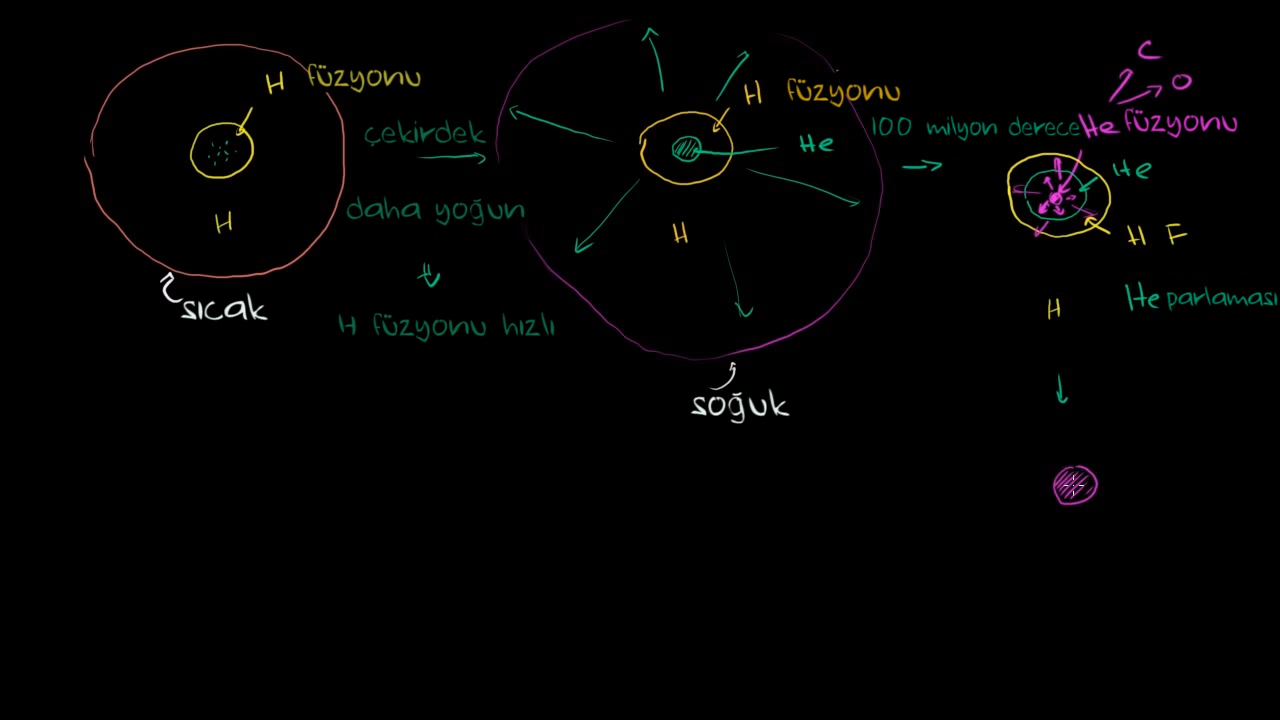 H füzyonu
H
sıcak
çekirdek
daha yoğun
H füzyonu hızlı
H füzyonu
He
H
soğuk
100 milyon derece
C
O
He füzyonu
He
H F
H
He parlaması